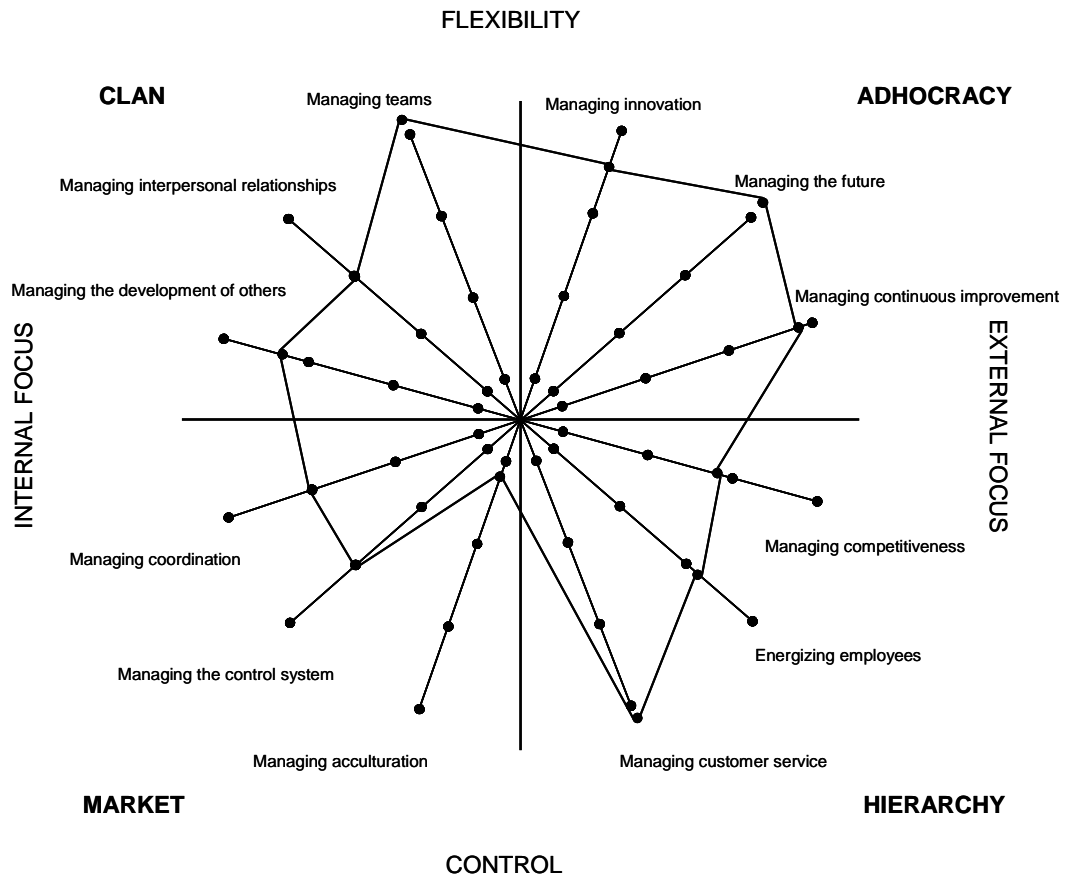 FLEXIBILITY
CLAN
ADHOCRACY
Managing teams
Managing innovation
Managing interpersonal relationships
Managing the future
Managing the development of others
Managing continuous improvement
INTERNAL FOCUS
EXTERNAL FOCUS
Managing coordination
Managing competitiveness
Energizing employees
Managing the control system
Managing acculturation
Managing customer service
MARKET
HIERARCHY
CONTROL